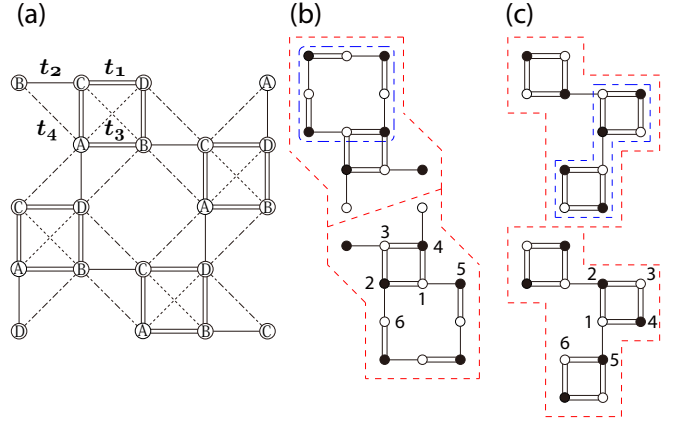 (a) (b) (c)
t₂ t₁
B C D A
t₄ t₃
A B C D
C D A B
A B C D
D A B C
3 4
2 1 5
6
2 3
1 4
6 5